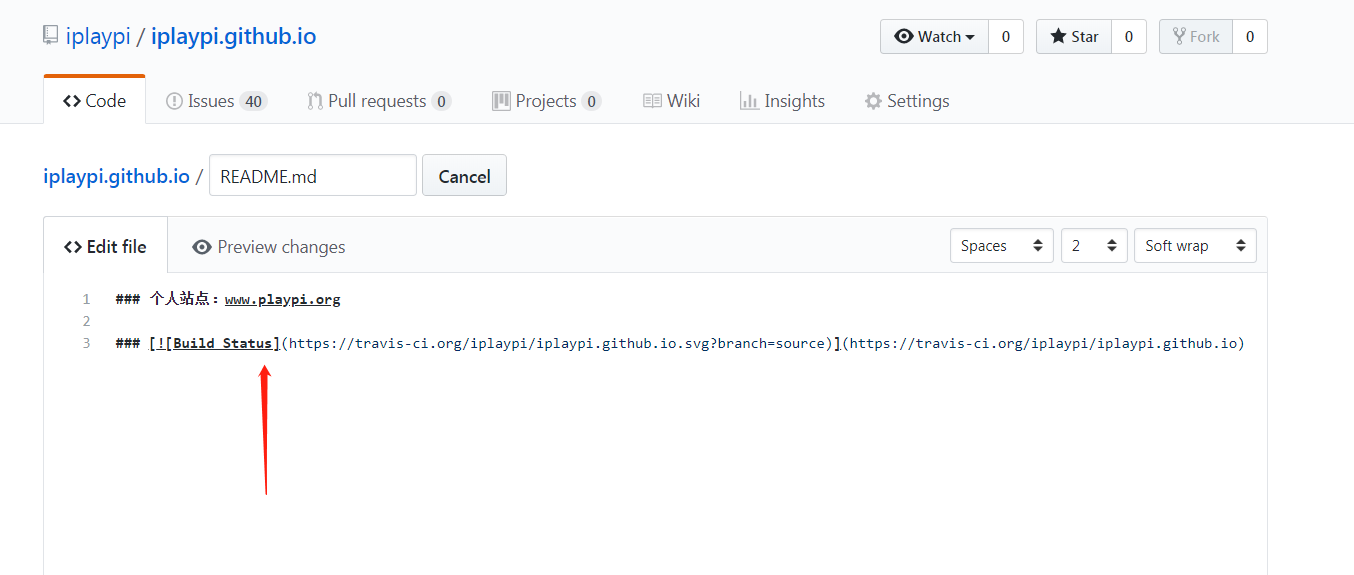 iplaypi / iplaypi.github.io
Watch 0 Star 0 Fork 0
Code Issues 40 Pull requests 0 Projects 0 Wiki Insights Settings
iplaypi.github.io / README.md Cancel
Edit file Preview changes Spaces 2 Soft wrap
1 ### 个人站点：www.playpi.org
2
3 ### [![Build Status](https://travis-ci.org/iplaypi/iplaypi.github.io.svg?branch=source)](https://travis-ci.org/iplaypi/iplaypi.github.io)